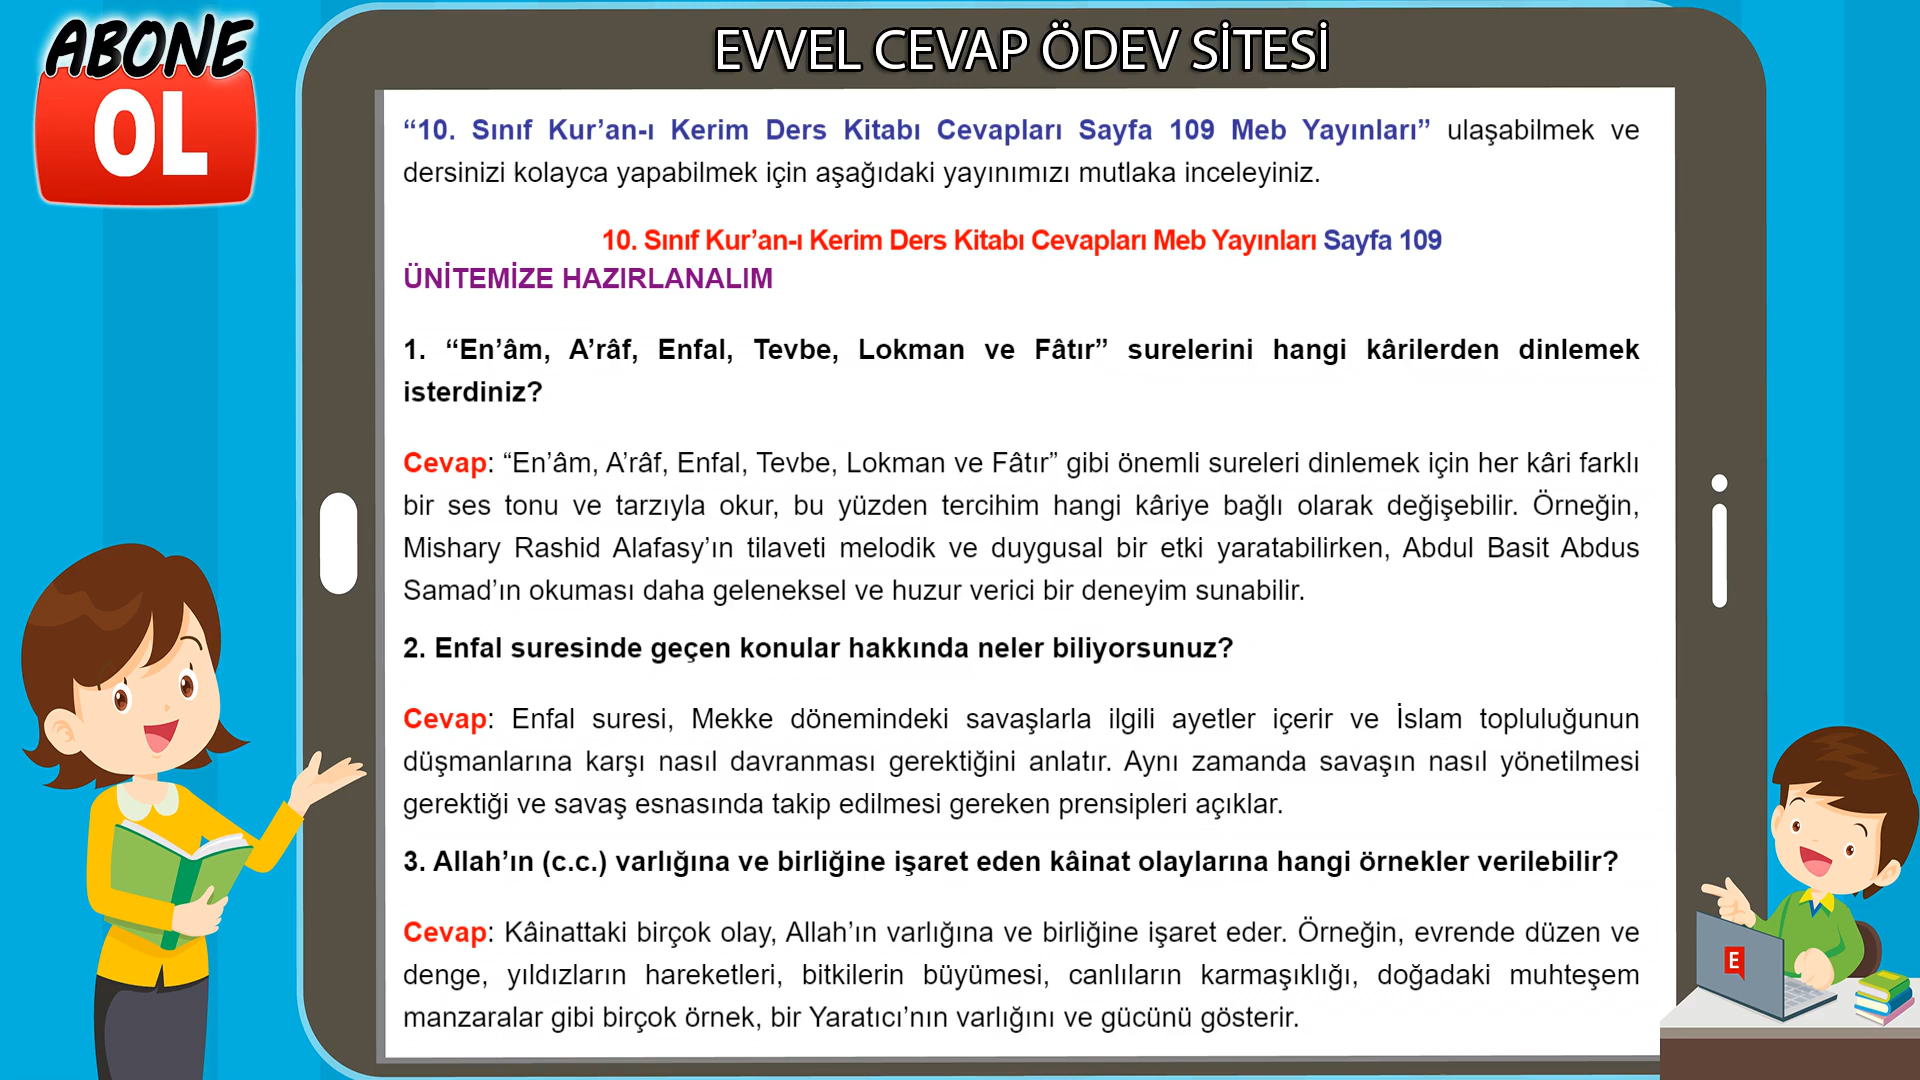 ABONE
OL
EVVEL CEVAP ÖDEV SİTESİ
“10. Sınıf Kur’an-ı Kerim Ders Kitabı Cevapları Sayfa 109 Meb Yayınları” ulaşabilmek ve
dersinizi kolayca yapabilmek için aşağıdaki yayınımızı mutlaka inceleyiniz.
10. Sınıf Kur’an-ı Kerim Ders Kitabı Cevapları Meb Yayınları Sayfa 109
ÜNİTEMİZE HAZIRLANALIM
1. “En’âm, A’râf, Enfal, Tevbe, Lokman ve Fâtır” surelerini hangi kârilerden dinlemek
isterdiniz?
Cevap: “En’âm, A’râf, Enfal, Tevbe, Lokman ve Fâtır” gibi önemli sureleri dinlemek için her kâri farklı
bir ses tonu ve tarzıyla okur, bu yüzden tercihim hangi kâriye bağlı olarak değişebilir. Örneğin,
Mishary Rashid Alafasy’ın tilaveti melodik ve duygusal bir etki yaratabilirken, Abdul Basit Abdus
Samad’ın okuması daha geleneksel ve huzur verici bir deneyim sunabilir.
2. Enfal suresinde geçen konular hakkında neler biliyorsunuz?
Cevap: Enfal suresi, Mekke dönemindeki savaşlarla ilgili ayetler içerir ve İslam topluluğunun
düşmanlarına karşı nasıl davranması gerektiğini anlatır. Aynı zamanda savaşın nasıl yönetilmesi
gerektiği ve savaş esnasında takip edilmesi gereken prensipleri açıklar.
3. Allah’ın (c.c.) varlığına ve birliğine işaret eden kâinat olaylarına hangi örnekler verilebilir?
Cevap: Kâinattaki birçok olay, Allah’ın varlığına ve birliğine işaret eder. Örneğin, evrende düzen ve
denge, yıldızların hareketleri, bitkilerin büyümesi, canlıların karmaşıklığı, doğadaki muhteşem
manzaralar gibi birçok örnek, bir Yaratıcı’nın varlığını ve gücünü gösterir.
E